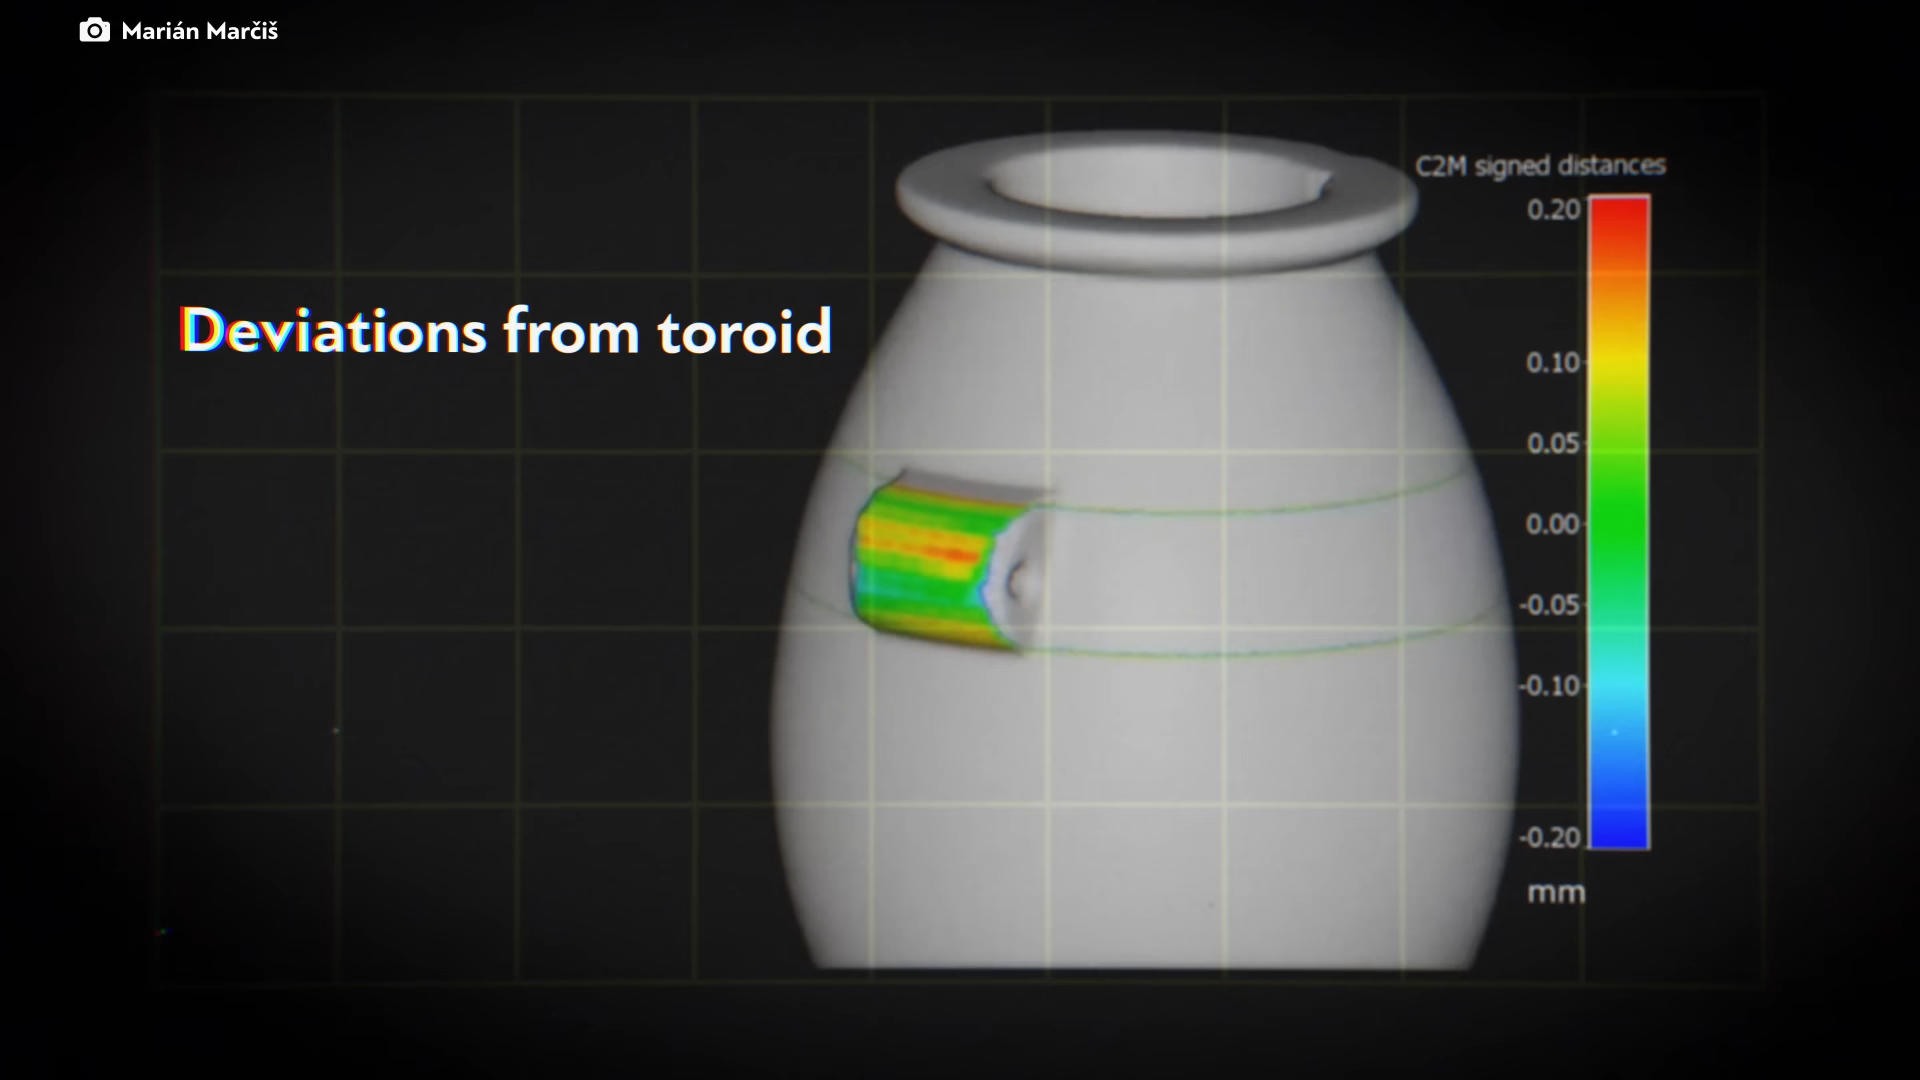 Marián Marčiš
C2M signed distances
0.20
Deviations from toroid
0.10
0.05
0.00
-0.05
-0.10
-0.20
mm